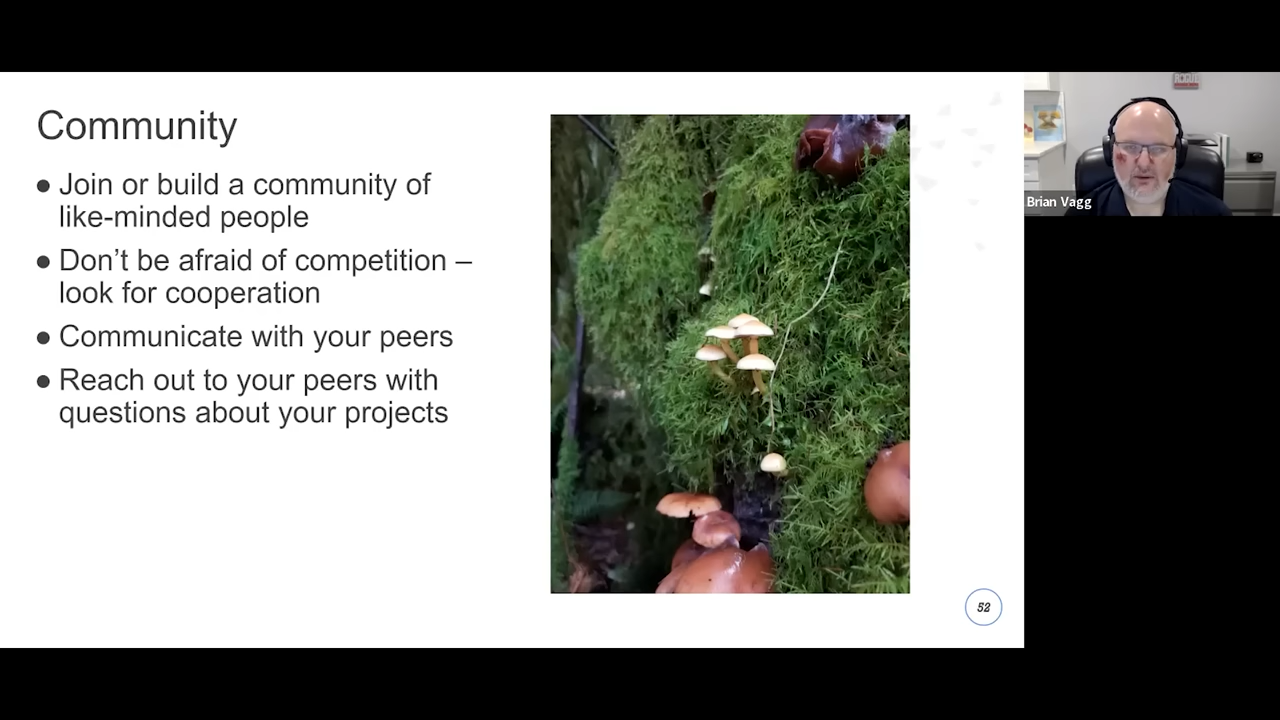 Community
● Join or build a community of
like-minded people
● Don’t be afraid of competition –
look for cooperation
● Communicate with your peers
● Reach out to your peers with
questions about your projects
52
Brian Vagg